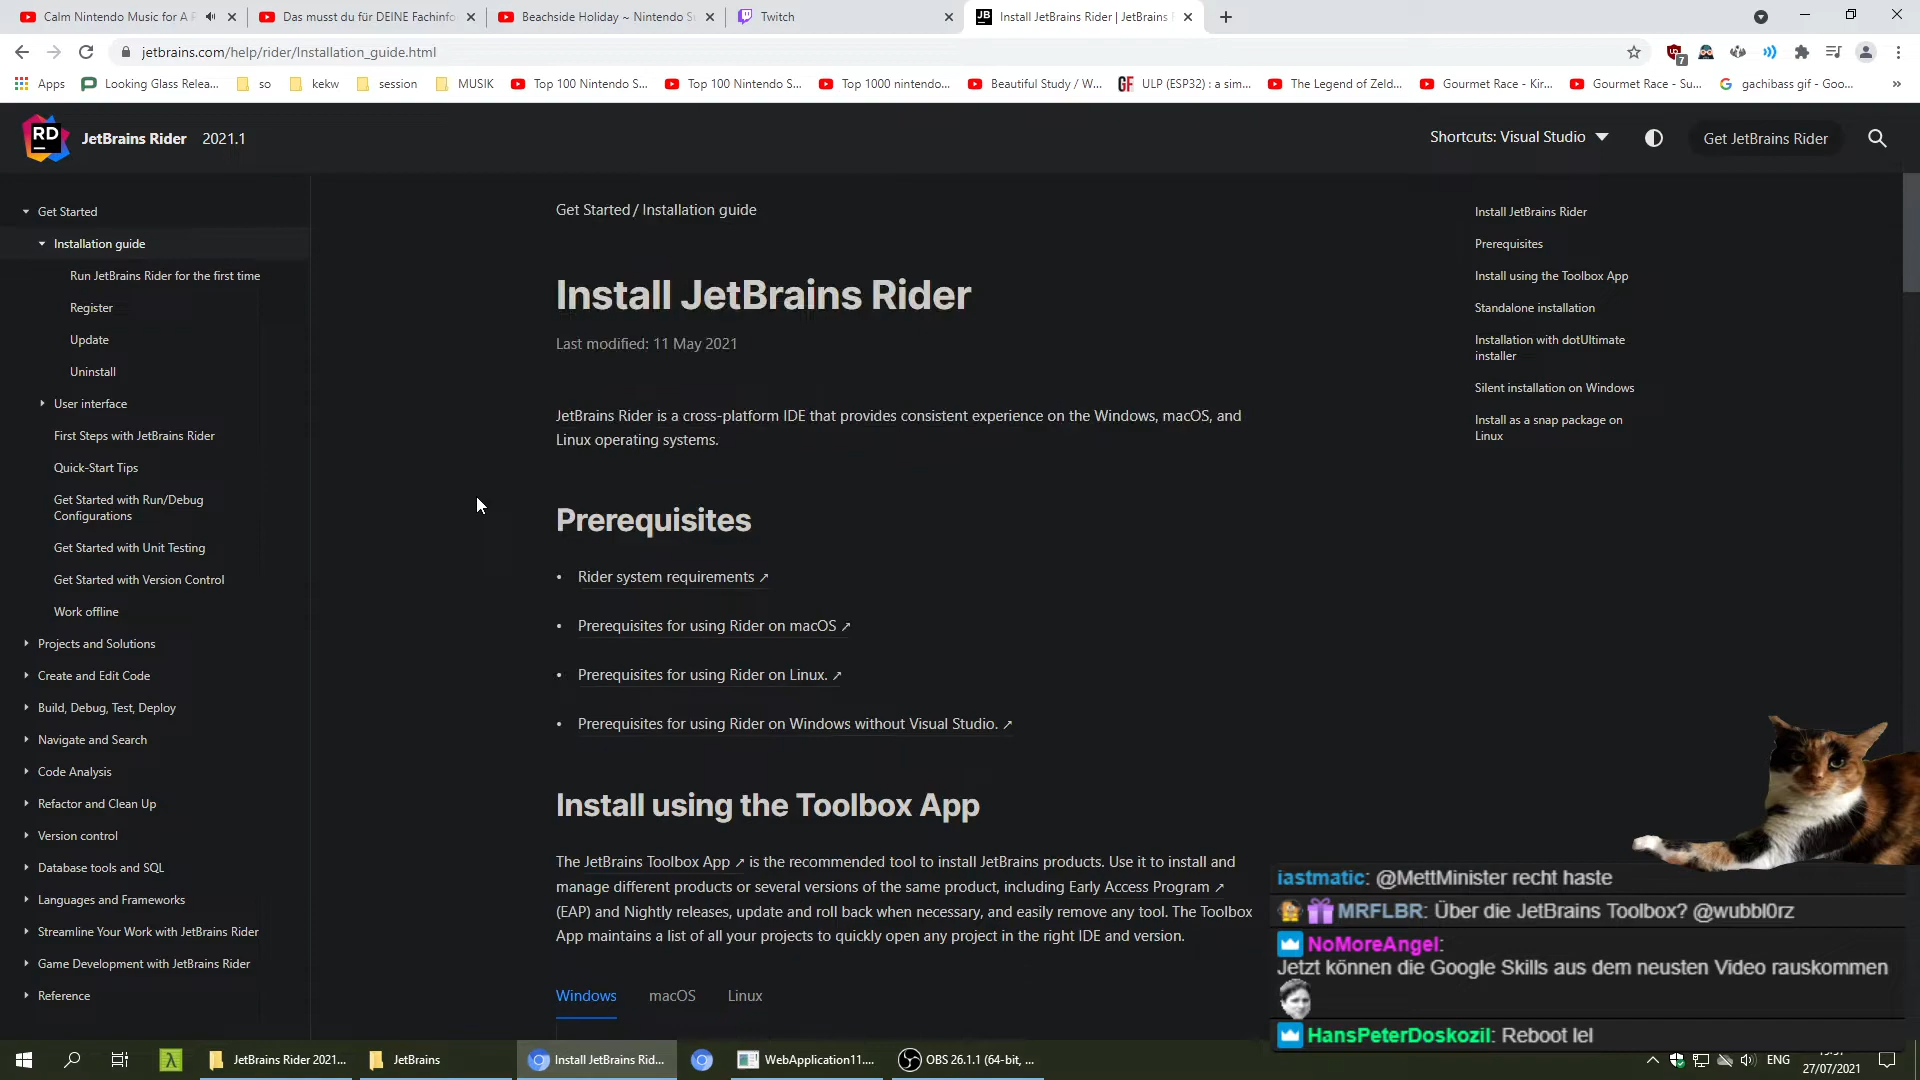 Calm Nintendo Music for A
Das musst du für DEINE Fachinfo
Beachside Holiday ~ Nintendo S
Twitch
Install JetBrains Rider | JetBrains
jetbrains.com/help/rider/Installation_guide.html
7
Apps
Looking Glass Relea...
so
kekw
session
MUSIK
Top 100 Nintendo S...
Top 100 Nintendo S...
Top 1000 nintendo...
Beautiful Study / W...
ULP (ESP32) : a sim...
The Legend of Zeld...
Gourmet Race - Kir...
Gourmet Race - Su...
gachibass gif - Goo...
JetBrains Rider 2021.1
Shortcuts: Visual Studio
Get JetBrains Rider
Get Started
Installation guide
Run JetBrains Rider for the first time
Register
Update
Uninstall
User interface
First Steps with JetBrains Rider
Quick-Start Tips
Get Started with Run/Debug
Configurations
Get Started with Unit Testing
Get Started with Version Control
Work offline
Projects and Solutions
Create and Edit Code
Build, Debug, Test, Deploy
Navigate and Search
Code Analysis
Refactor and Clean Up
Version control
Database tools and SQL
Languages and Frameworks
Streamline Your Work with JetBrains Rider
Game Development with JetBrains Rider
Reference
Get Started / Installation guide
Install JetBrains Rider
Last modified: 11 May 2021
JetBrains Rider is a cross-platform IDE that provides consistent experience on the Windows, macOS, and
Linux operating systems.
Prerequisites
• Rider system requirements ↗
• Prerequisites for using Rider on macOS ↗
• Prerequisites for using Rider on Linux. ↗
• Prerequisites for using Rider on Windows without Visual Studio. ↗
Install using the Toolbox App
The JetBrains Toolbox App ↗ is the recommended tool to install JetBrains products. Use it to install and
manage different products or several versions of the same product, including Early Access Program ↗
(EAP) and Nightly releases, update and roll back when necessary, and easily remove any tool. The Toolbox
App maintains a list of all your projects to quickly open any project in the right IDE and version.
Windows macOS Linux
Install JetBrains Rider
Prerequisites
Install using the Toolbox App
Standalone installation
Installation with dotUltimate
installer
Silent installation on Windows
Install as a snap package on
Linux
iastmatic: @MettMinister recht haste
MRFLBR: Über die JetBrains Toolbox? @wubbl0rz
NoMoreAngel:
Jetzt können die Google Skills aus dem neusten Video rauskommen
HansPeterDoskozil: Reboot lel
JetBrains Rider 2021...
JetBrains
Install JetBrains Rid...
WebApplication11....
OBS 26.1.1 (64-bit, ...
ENG
27/07/2021